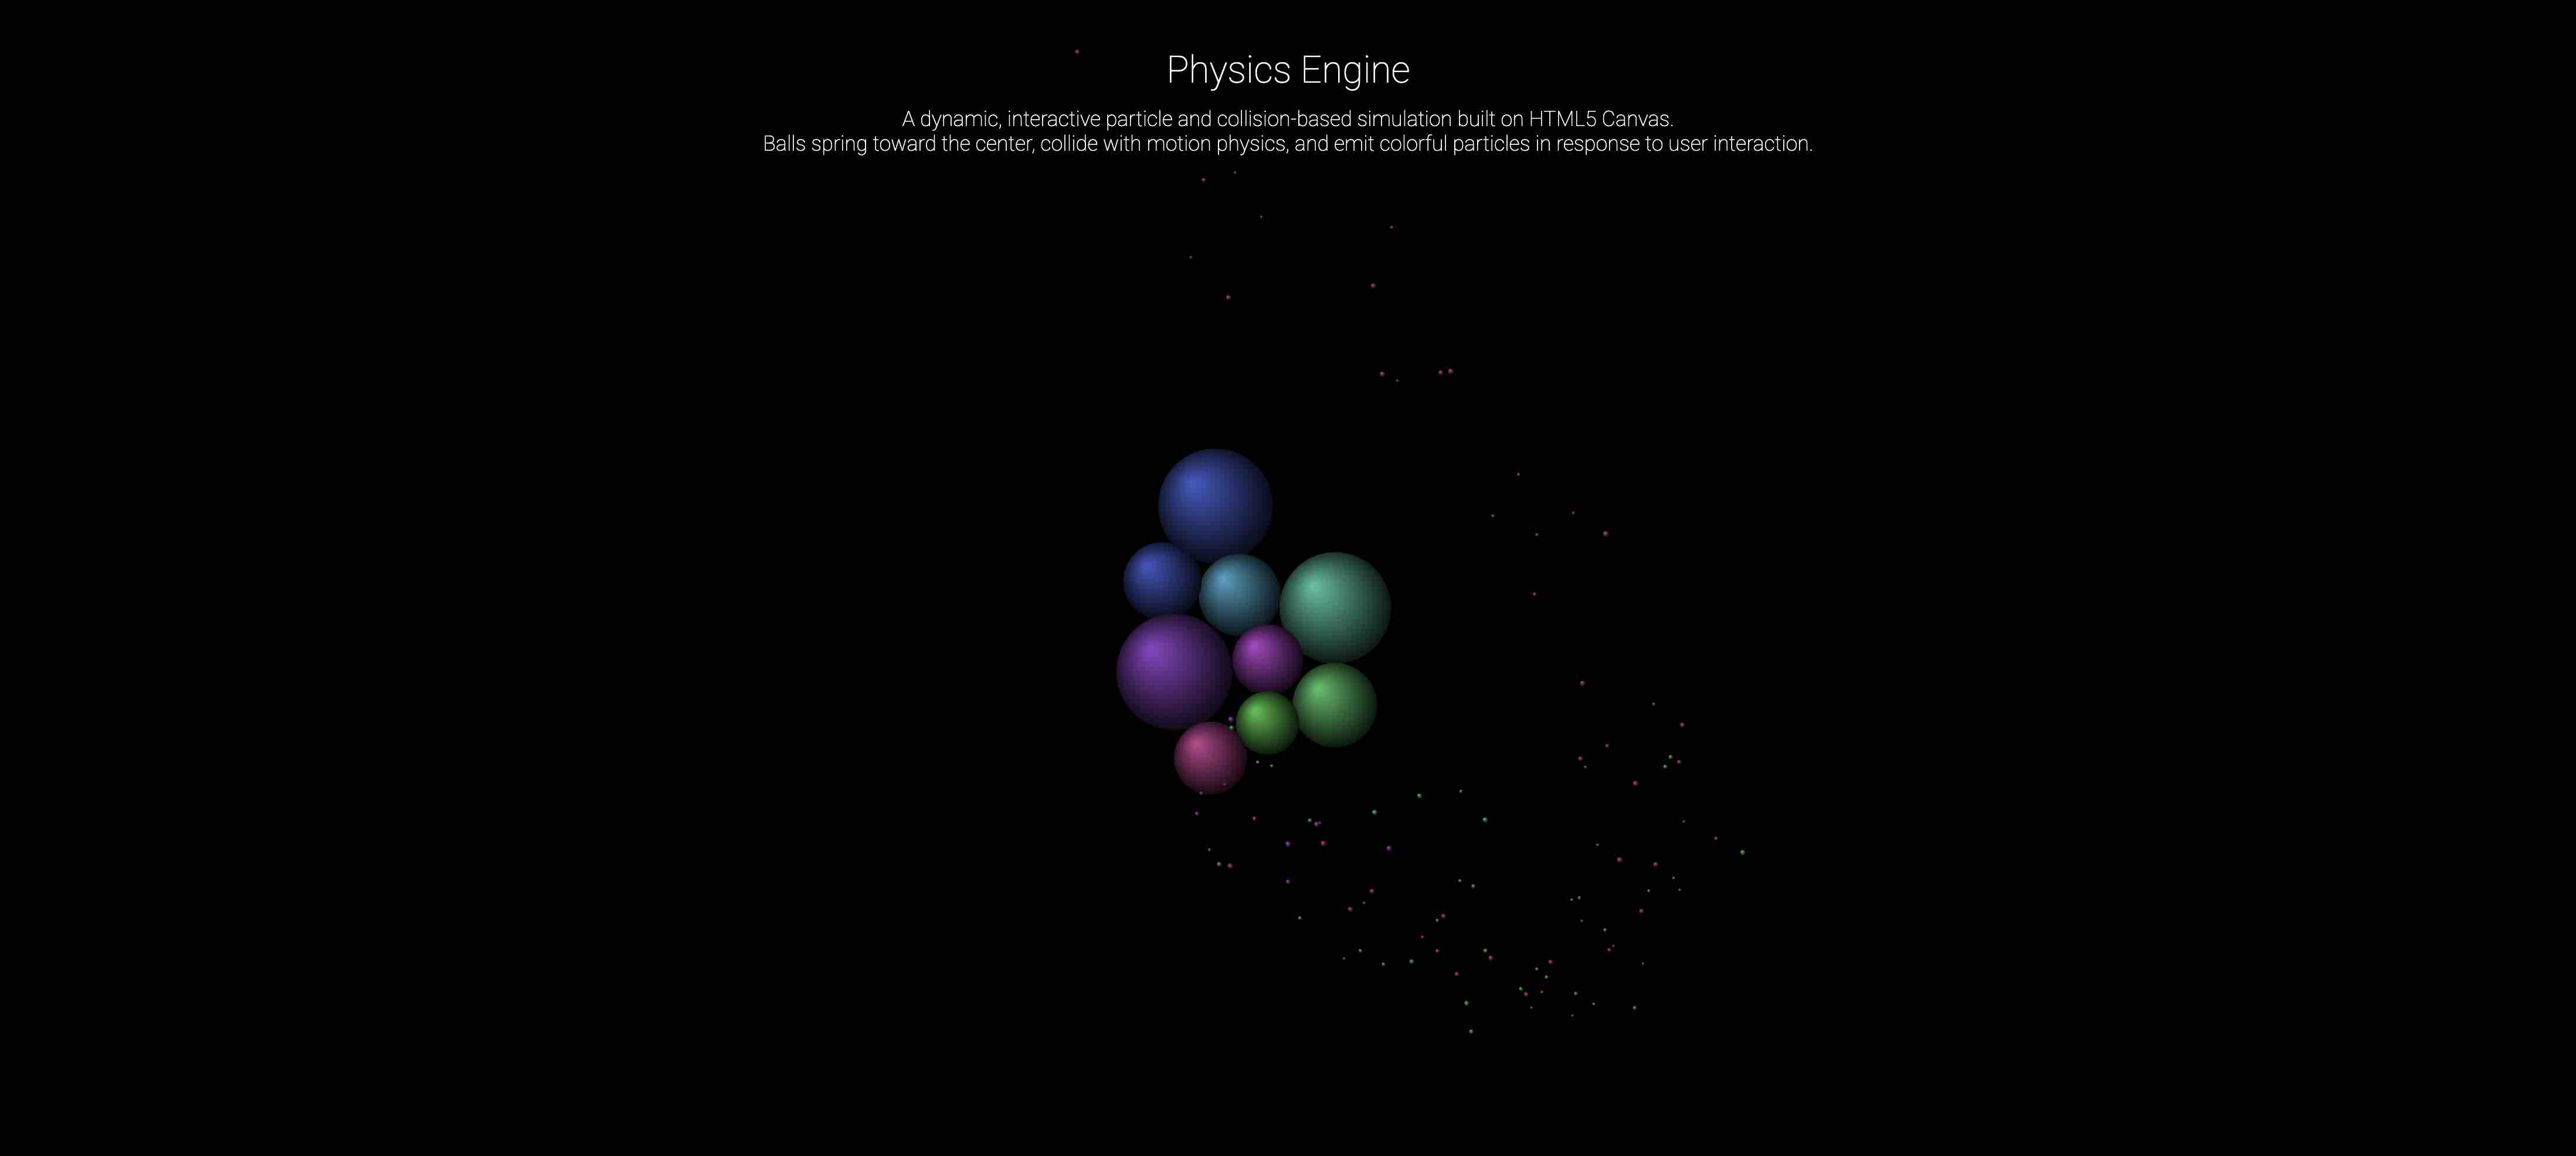 Physics Engine
A dynamic, interactive particle and collision-based simulation built on HTML5 Canvas.
Balls spring toward the center, collide with motion physics, and emit colorful particles in response to user interaction.